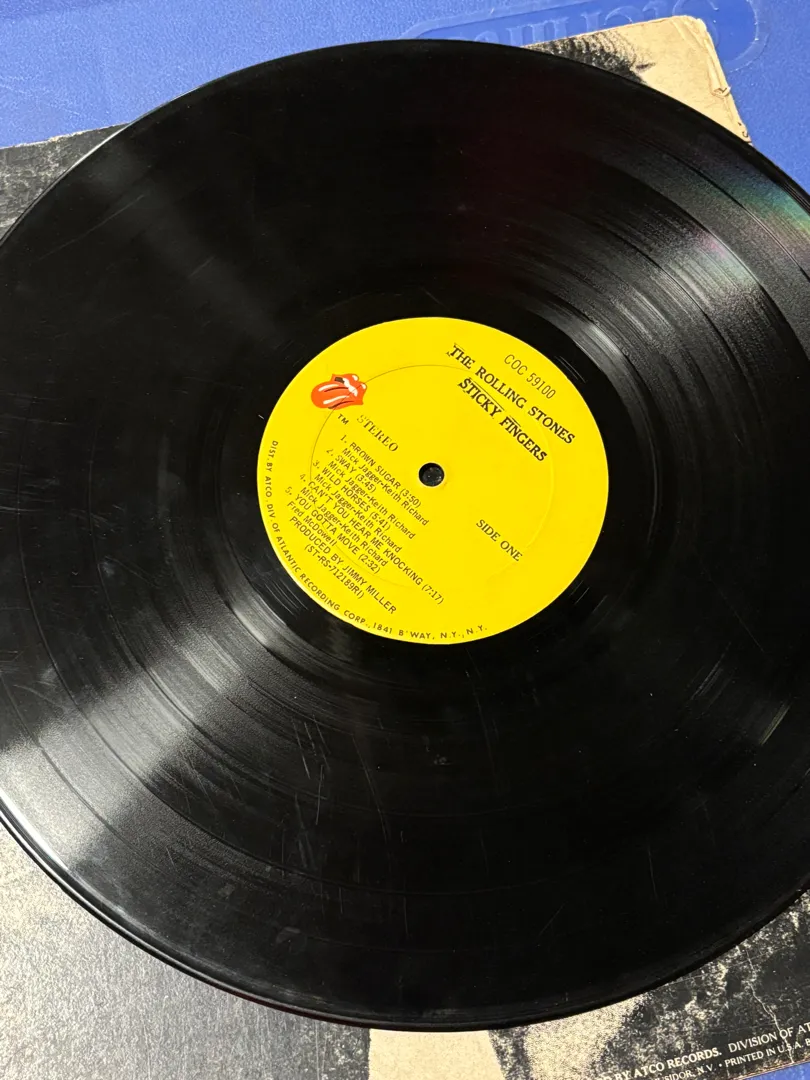 COC 59100
THE ROLLING STONES
STICKY FINGERS
TM
STEREO
SIDE ONE
1. BROWN SUGAR (3:50)
Mick Jagger-Keith Richard
2. SWAY (3:45)
Mick Jagger-Keith Richard
3. WILD HORSES (5:41)
Mick Jagger-Keith Richard
4. CAN'T YOU HEAR ME KNOCKING (7:17)
Mick Jagger-Keith Richard
5. YOU GOTTA MOVE (2:32)
Fred McDowell
PRODUCED BY JIMMY MILLER
(ST-RS-712189RI)
DIST. BY ATCO, DIV. OF ATLANTIC RECORDING CORP., 1841 B'WAY, N.Y., N.Y.
BY ATCO RECORDS. DIVISION OF AT
N.Y. • PRINTED IN U.S.A.